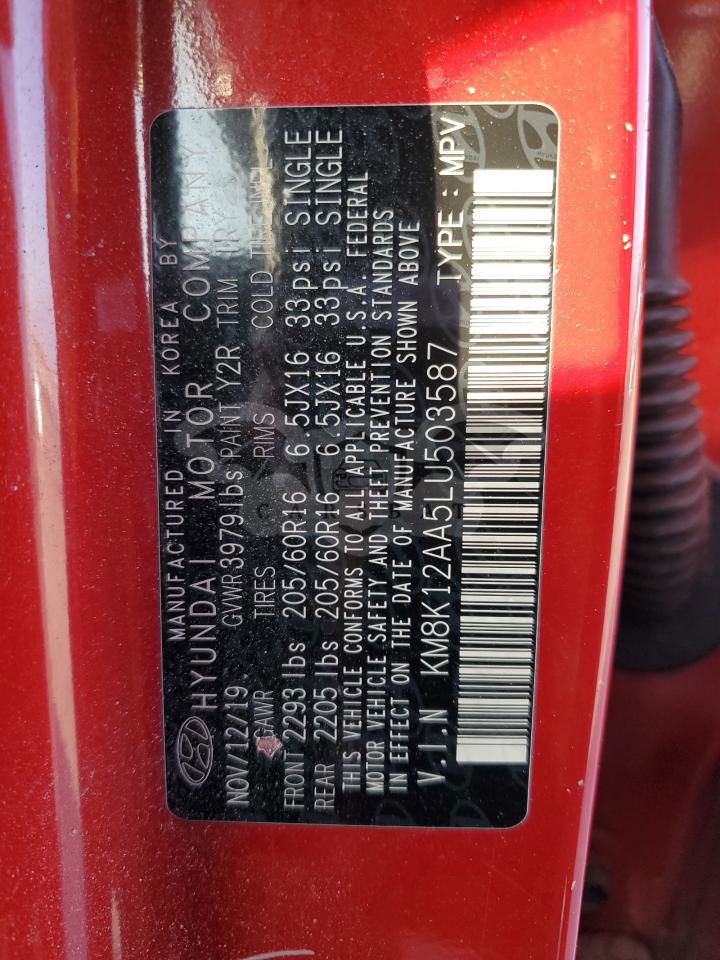 MANUFACTURED IN KOREA BY
HYUNDAI MOTOR COMPANY
NOV/12/19 GVWR 3979 lbs PAINT Y2R TRIM TRY
GAWR TIRES RIMS COLD TIRE INFL
FRONT 2293 lbs 205/60R16 6.5JX16 33psi SINGLE
REAR 2205 lbs 205/60R16 6.5JX16 33psi SINGLE
THIS VEHICLE CONFORMS TO ALL APPLICABLE U.S.A FEDERAL
MOTOR VEHICLE SAFETY AND THEFT PREVENTION STANDARDS
IN EFFECT ON THE DATE OF MANUFACTURE SHOWN ABOVE
V.I.N KM8K12AA5LU503587 TYPE : MPV